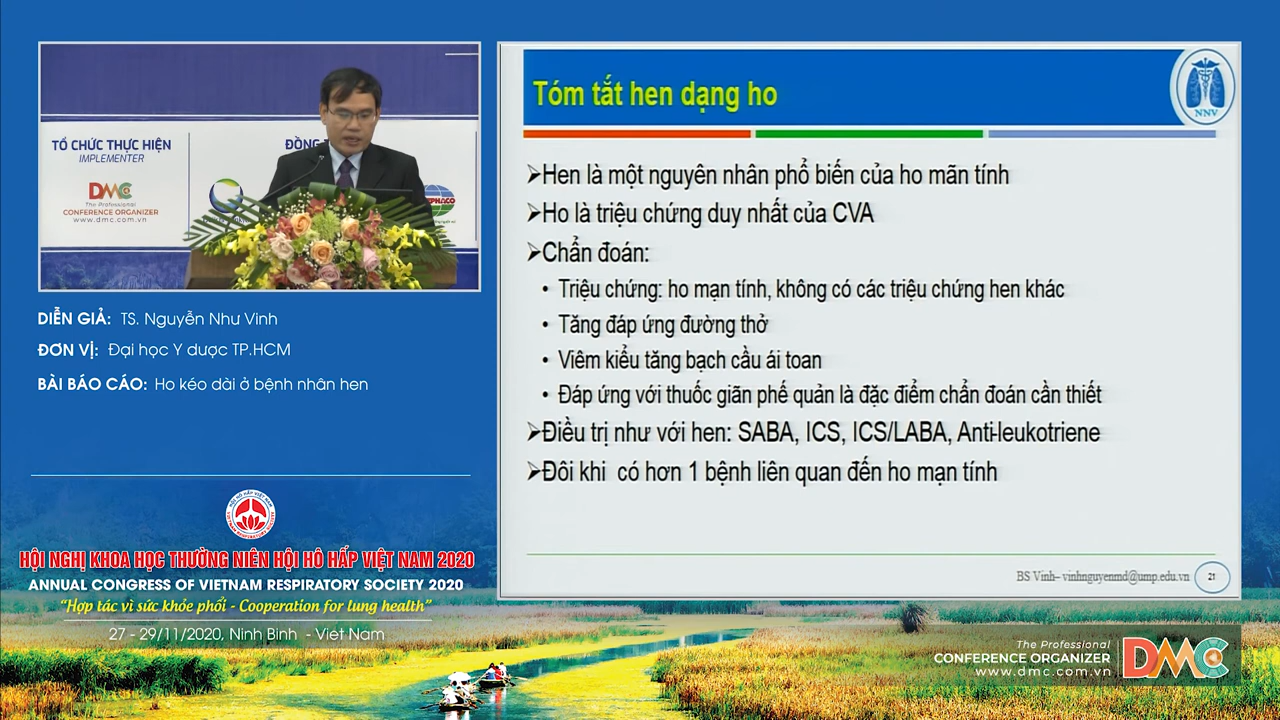 TỔ CHỨC THỰC HIỆN
IMPLEMENTER
DMC
The Professional
CONFERENCE ORGANIZER
www.dmc.com.vn
ĐỒNG
DIỄN GIẢ: TS. Nguyễn Như Vinh
ĐƠN VỊ: Đại học Y dược TP.HCM
BÀI BÁO CÁO: Ho kéo dài ở bệnh nhân hen
HỘI NGHỊ KHOA HỌC THƯỜNG NIÊN HỘI HÔ HẤP VIỆT NAM 2020
ANNUAL CONGRESS OF VIETNAM RESPIRATORY SOCIETY 2020
“Hợp tác vì sức khỏe phổi - Cooperation for lung health”
27 - 29/11/2020, Ninh Bình - Viet Nam
Tóm tắt hen dạng ho
NNV
➢Hen là một nguyên nhân phổ biến của ho mãn tính
➢Ho là triệu chứng duy nhất của CVA
➢Chẩn đoán:
• Triệu chứng: ho mạn tính, không có các triệu chứng hen khác
• Tăng đáp ứng đường thở
• Viêm kiểu tăng bạch cầu ái toan
• Đáp ứng với thuốc giãn phế quản là đặc điểm chẩn đoán cần thiết
➢Điều trị như với hen: SABA, ICS, ICS/LABA, Anti-leukotriene
➢Đôi khi có hơn 1 bệnh liên quan đến ho mạn tính
BS Vinh– vinhnguyenmd@ump.edu.vn 21
The Professional
CONFERENCE ORGANIZER
www.dmc.com.vn
DMC